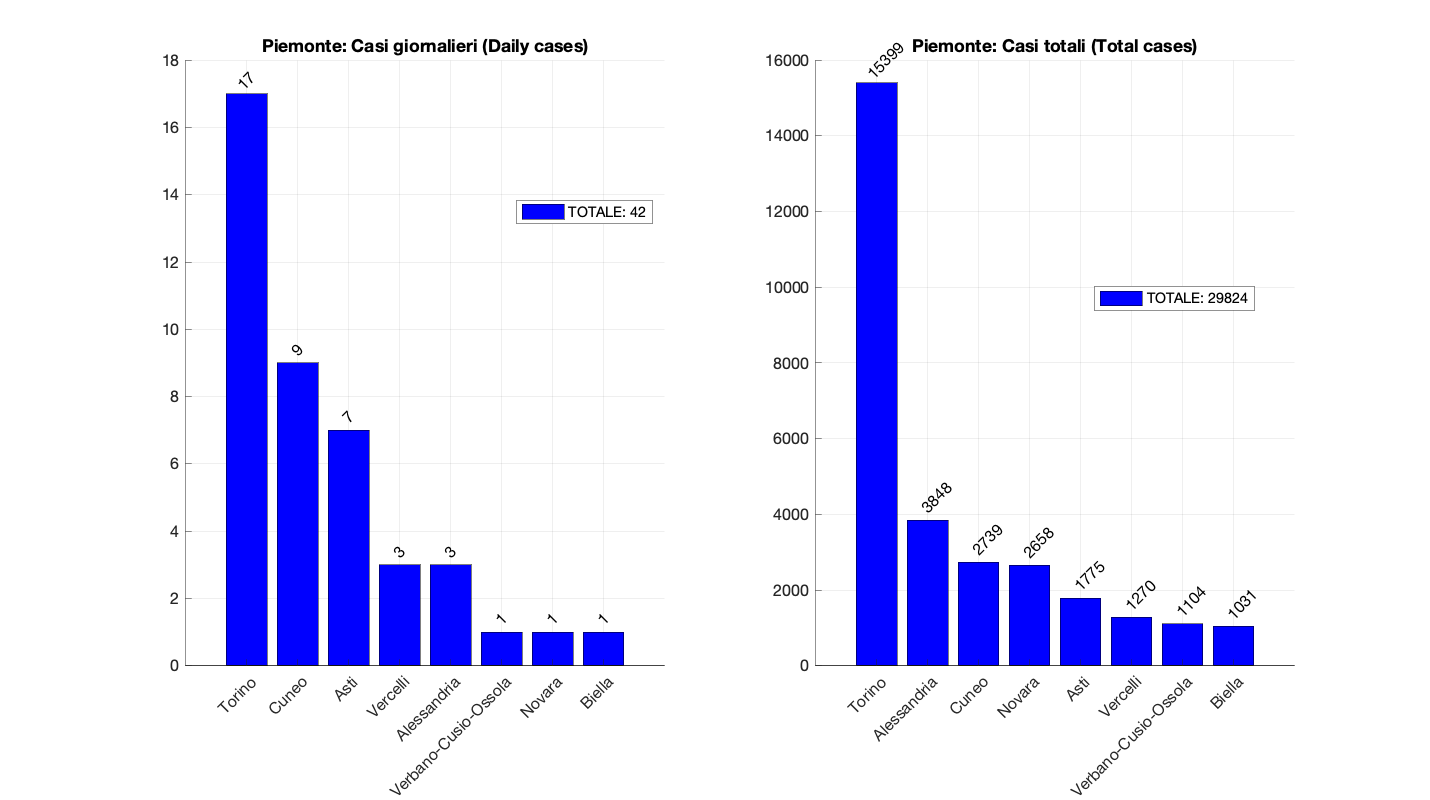 Piemonte: Casi giornalieri (Daily cases)
18
16
14
12
10
8
6
4
2
0
17
9
7
3
3
1
1
1
TOTALE: 42
Torino
Cuneo
Asti
Vercelli
Alessandria
Verbano-Cusio-Ossola
Novara
Biella
Piemonte: Casi totali (Total cases)
16000
14000
12000
10000
8000
6000
4000
2000
0
15399
3848
2739
2658
1775
1270
1104
1031
TOTALE: 29824
Torino
Alessandria
Cuneo
Novara
Asti
Vercelli
Verbano-Cusio-Ossola
Biella